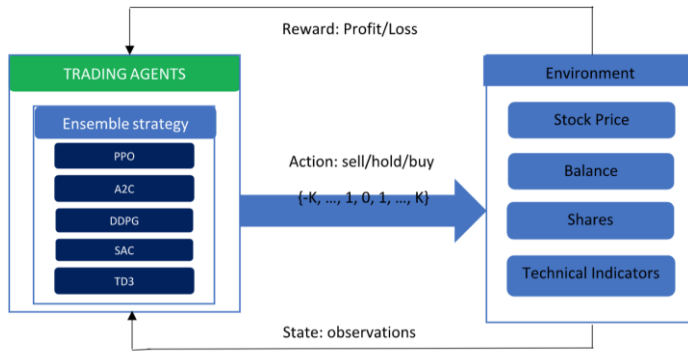 Reward: Profit/Loss
TRADING AGENTS
Ensemble strategy
PPO
A2C
DDPG
SAC
TD3
Action: sell/hold/buy
{-K, ..., 1, 0, 1, ..., K}
Environment
Stock Price
Balance
Shares
Technical Indicators
State: observations